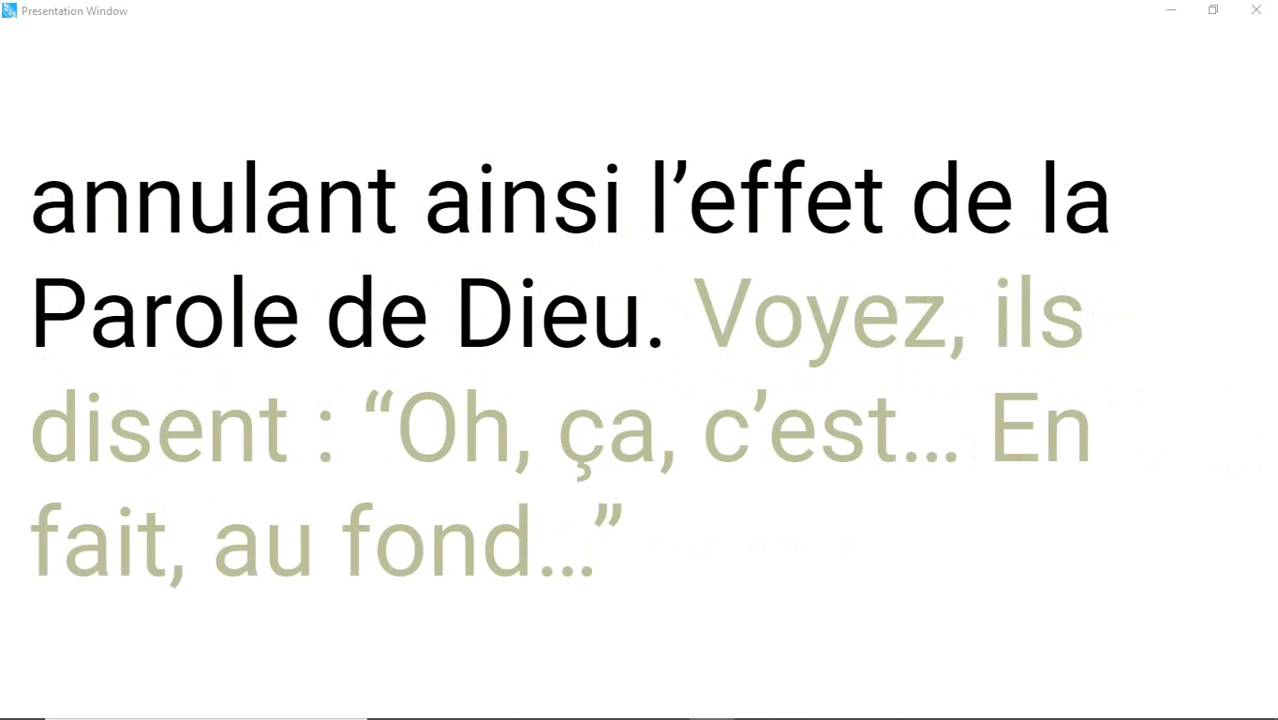 Presentation Window
annulant ainsi l’effet de la
Parole de Dieu. Voyez, ils
disent : “Oh, ça, c’est… En
fait, au fond…”